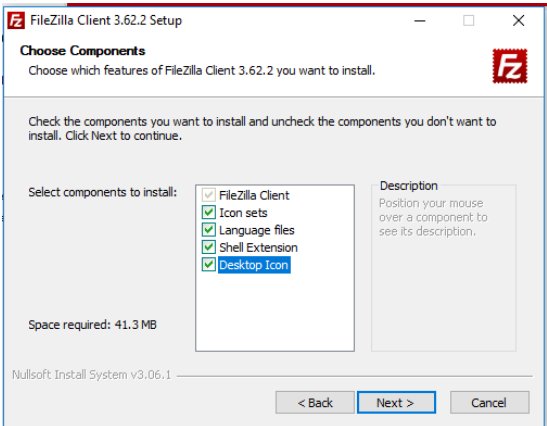 FileZilla Client 3.62.2 Setup
Choose Components
Choose which features of FileZilla Client 3.62.2 you want to install.
Fz
Check the components you want to install and uncheck the components you don't want to
install. Click Next to continue.
Select components to install:
FileZilla Client
Icon sets
Language files
Shell Extension
Desktop Icon
Description
Position your mouse
over a component to
see its description.
Space required: 41.3 MB
Nullsoft Install System v3.06.1
< Back
Next >
Cancel